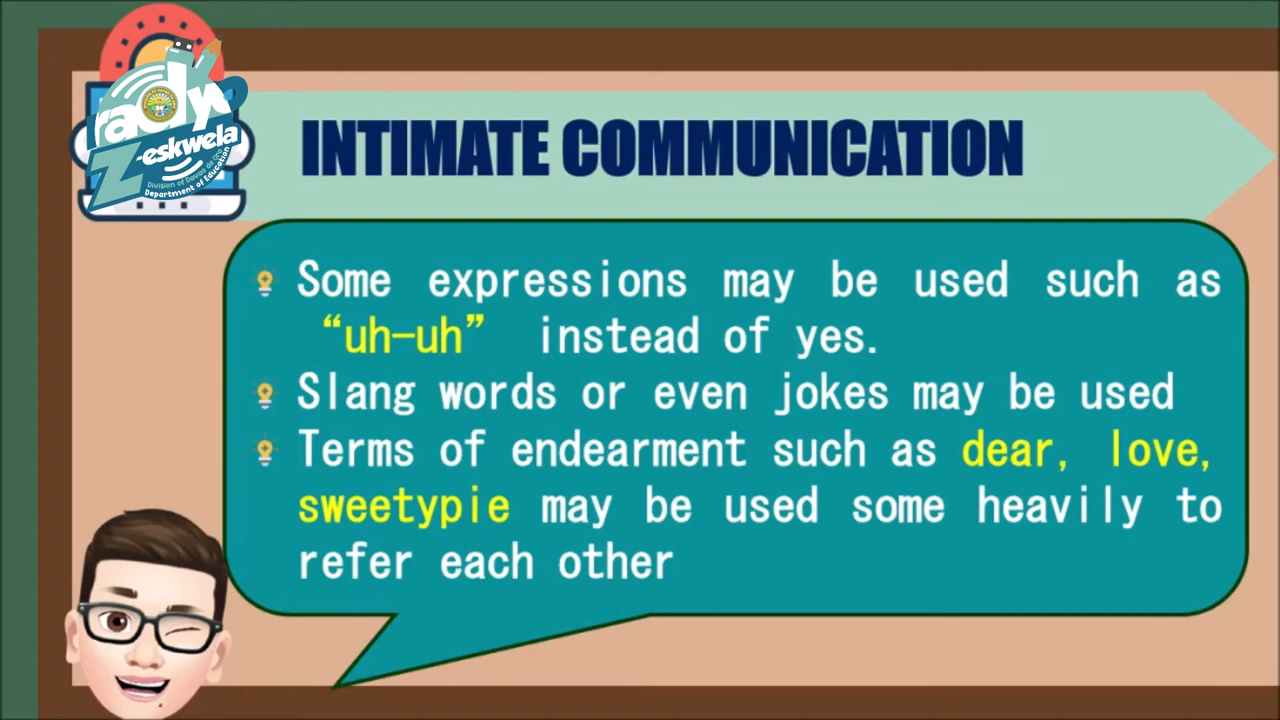 radyo
Z-eskwela
Division of Davao de Oro
Department of Education
INTIMATE COMMUNICATION
Some expressions may be used such as
“uh-uh” instead of yes.
Slang words or even jokes may be used
Terms of endearment such as dear, love,
sweetypie may be used some heavily to
refer each other